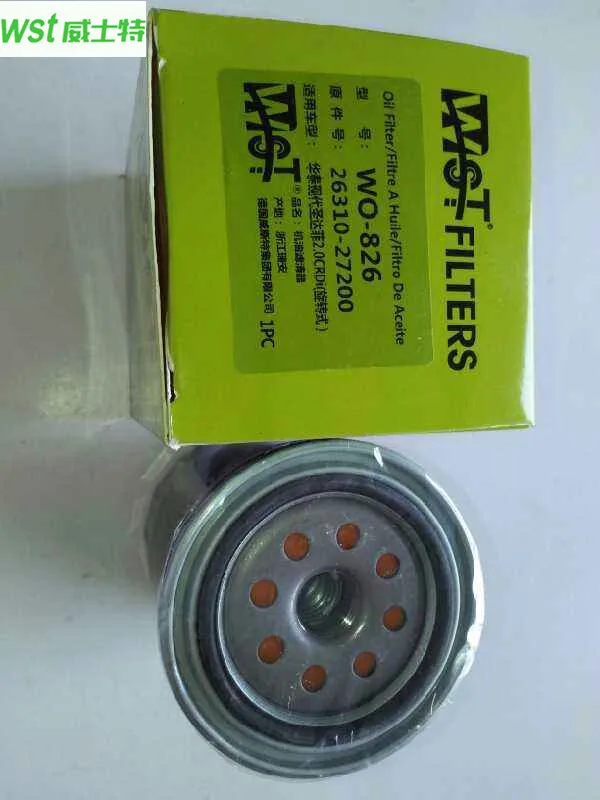 WST 威士特
WST® FILTERS
Oil Filter/Filtre A Huile/Filtro De Aceite
型 号： WO-826
原 件 号： 26310-27200
适用车型： 华泰现代圣达菲2.0CRDi(旋转式)
WST®
品名：机油滤清器
产地：浙江瑞安
德国威斯特集团有限公司
1PC